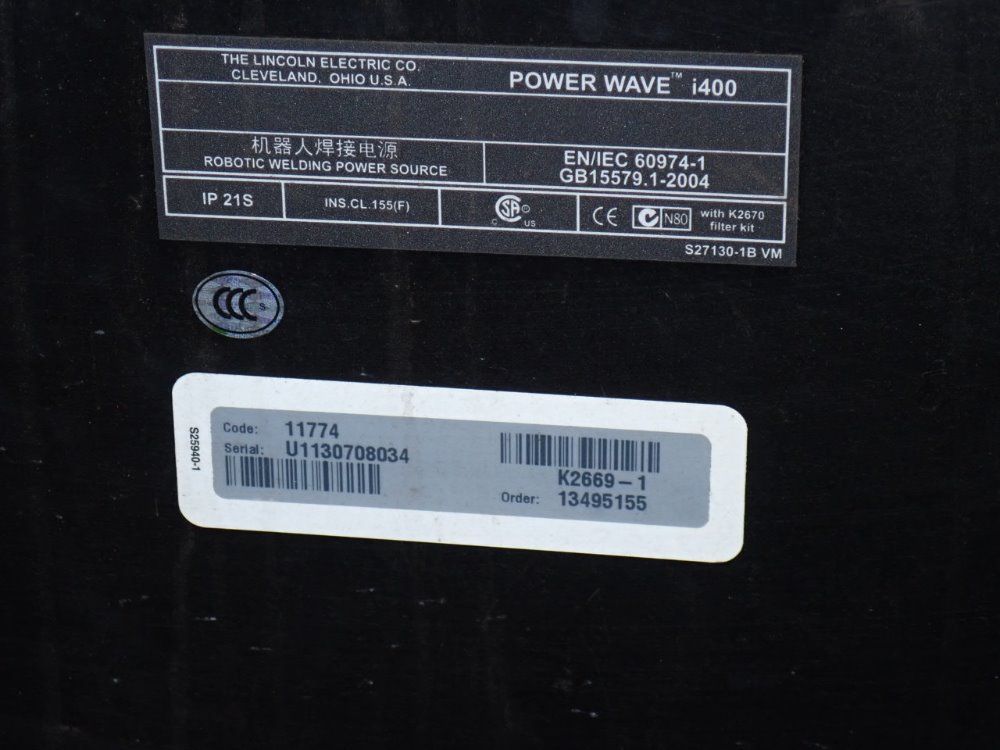 THE LINCOLN ELECTRIC CO.
CLEVELAND, OHIO U.S.A.
POWER WAVE™ i400
机器人焊接电源
ROBOTIC WELDING POWER SOURCE
EN/IEC 60974-1
GB15579.1-2004
IP 21S
INS.CL.155(F)
C SA® US
CE
N80
with K2670
filter kit
S27130-1B VM
CCC S
S25940-1
Code: 11774
Serial: U1130708034
K2669-1
Order: 13495155